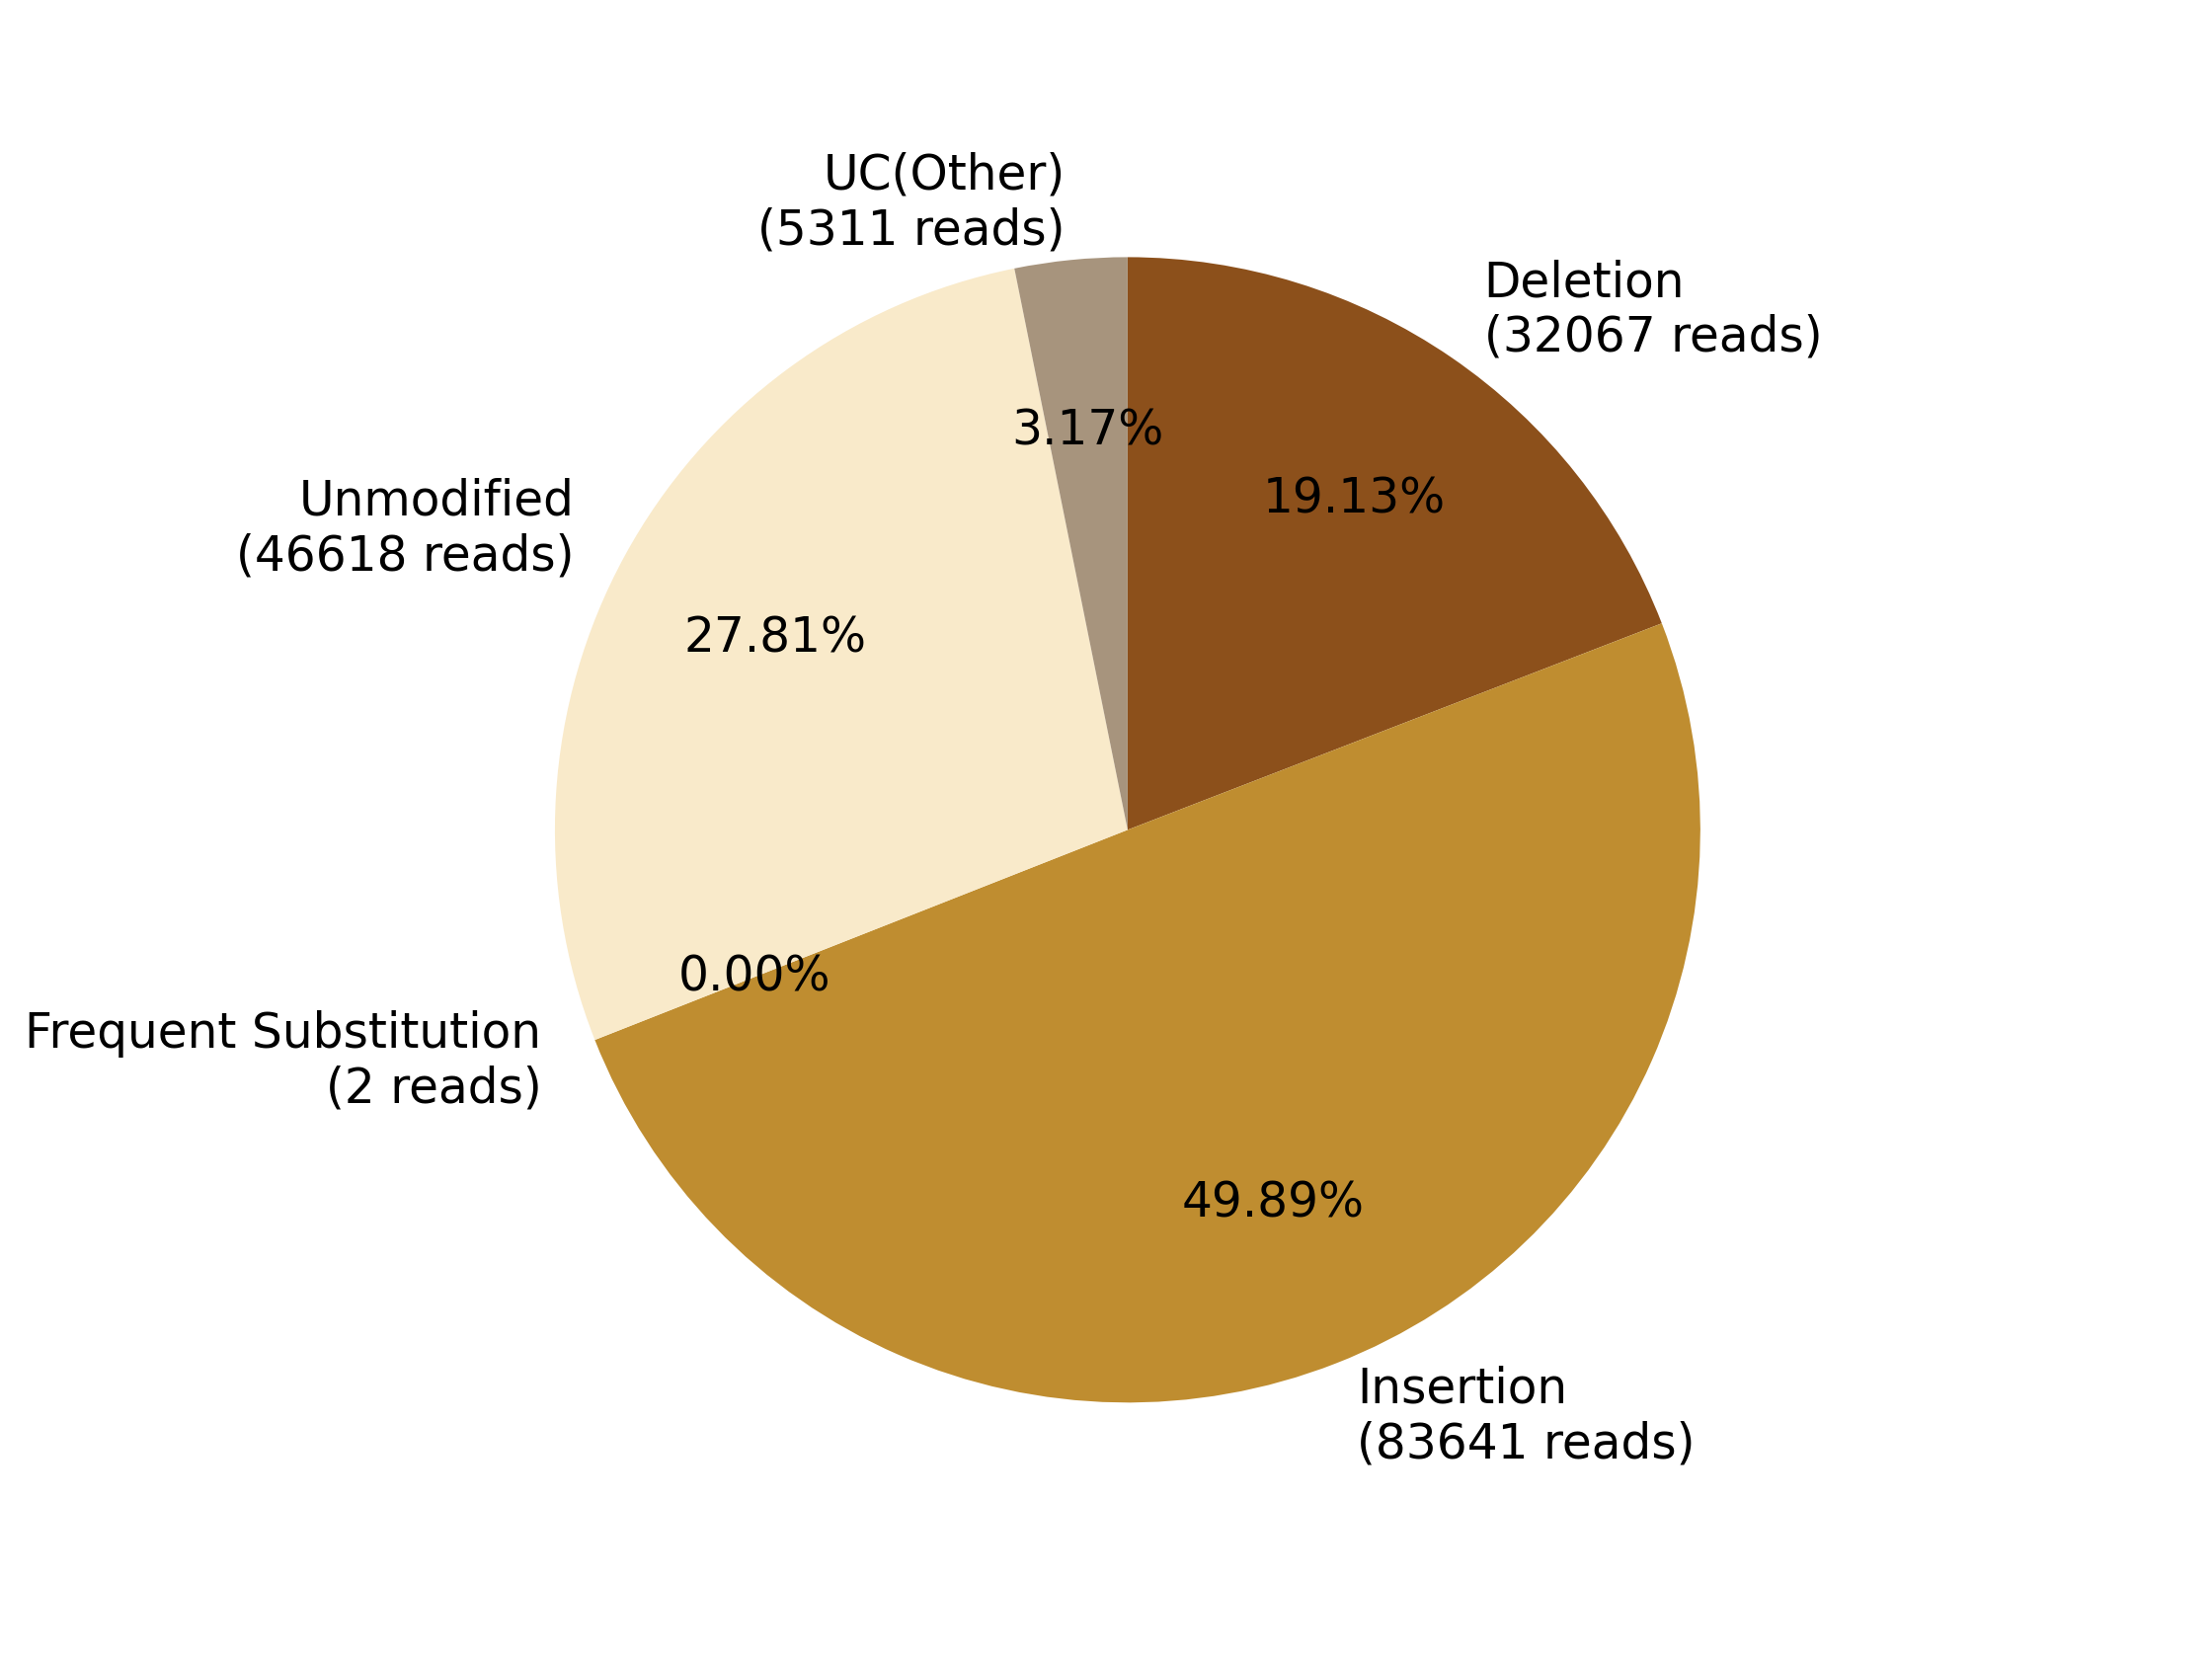 UC(Other)
(5311 reads)
Deletion
(32067 reads)
3.17%
19.13%
Unmodified
(46618 reads)
27.81%
0.00%
Frequent Substitution
(2 reads)
49.89%
Insertion
(83641 reads)